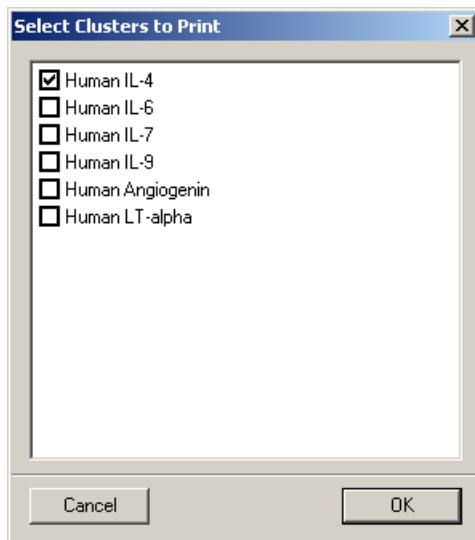 Select Clusters to Print
Human IL-4
Human IL-6
Human IL-7
Human IL-9
Human Angiogenin
Human LT-alpha
Cancel
OK